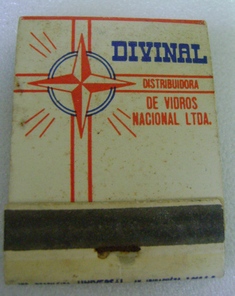 DIVINAL
DISTRIBUIDORA
DE VIDROS
NACIONAL LTDA.